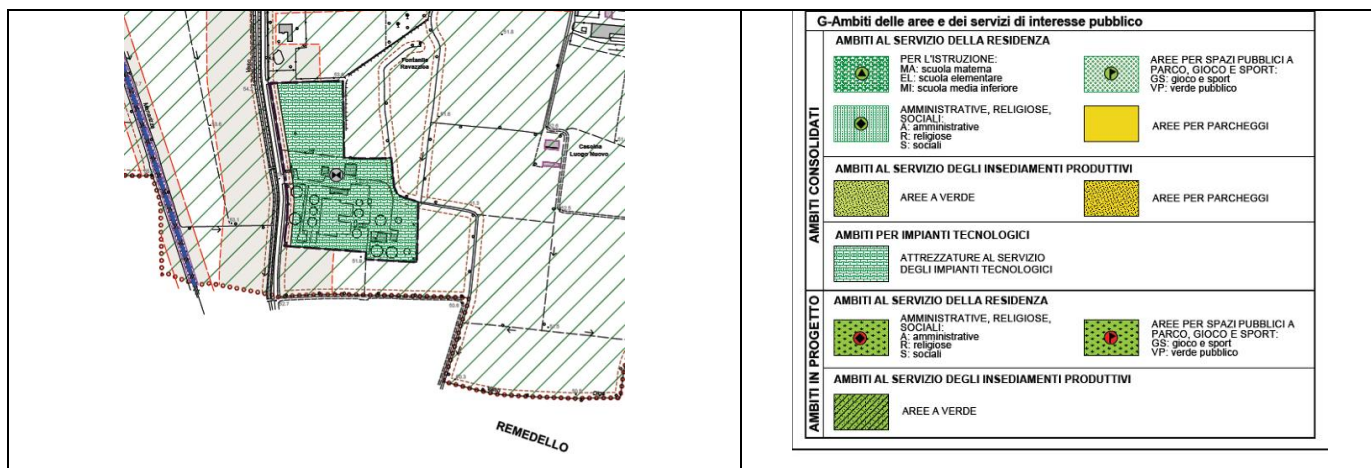 Fontanile
Ravazzina
Cascina
Luogo Nuovo
REMEDELLO
G-Ambiti delle aree e dei servizi di interesse pubblico
AMBITI CONSOLIDATI
AMBITI AL SERVIZIO DELLA RESIDENZA
PER L'ISTRUZIONE:
MA: scuola materna
EL: scuola elementare
MI: scuola media inferiore
AREE PER SPAZI PUBBLICI A
PARCO, GIOCO E SPORT:
GS: gioco e sport
VP: verde pubblico
AMMINISTRATIVE, RELIGIOSE,
SOCIALI:
A: amministrative
R: religiose
S: sociali
AREE PER PARCHEGGI
AMBITI AL SERVIZIO DEGLI INSEDIAMENTI PRODUTTIVI
AREE A VERDE
AREE PER PARCHEGGI
AMBITI PER IMPIANTI TECNOLOGICI
ATTREZZATURE AL SERVIZIO
DEGLI IMPIANTI TECNOLOGICI
AMBITI IN PROGETTO
AMBITI AL SERVIZIO DELLA RESIDENZA
AMMINISTRATIVE, RELIGIOSE,
SOCIALI:
A: amministrative
R: religiose
S: sociali
AREE PER SPAZI PUBBLICI A
PARCO, GIOCO E SPORT:
GS: gioco e sport
VP: verde pubblico
AMBITI AL SERVIZIO DEGLI INSEDIAMENTI PRODUTTIVI
AREE A VERDE